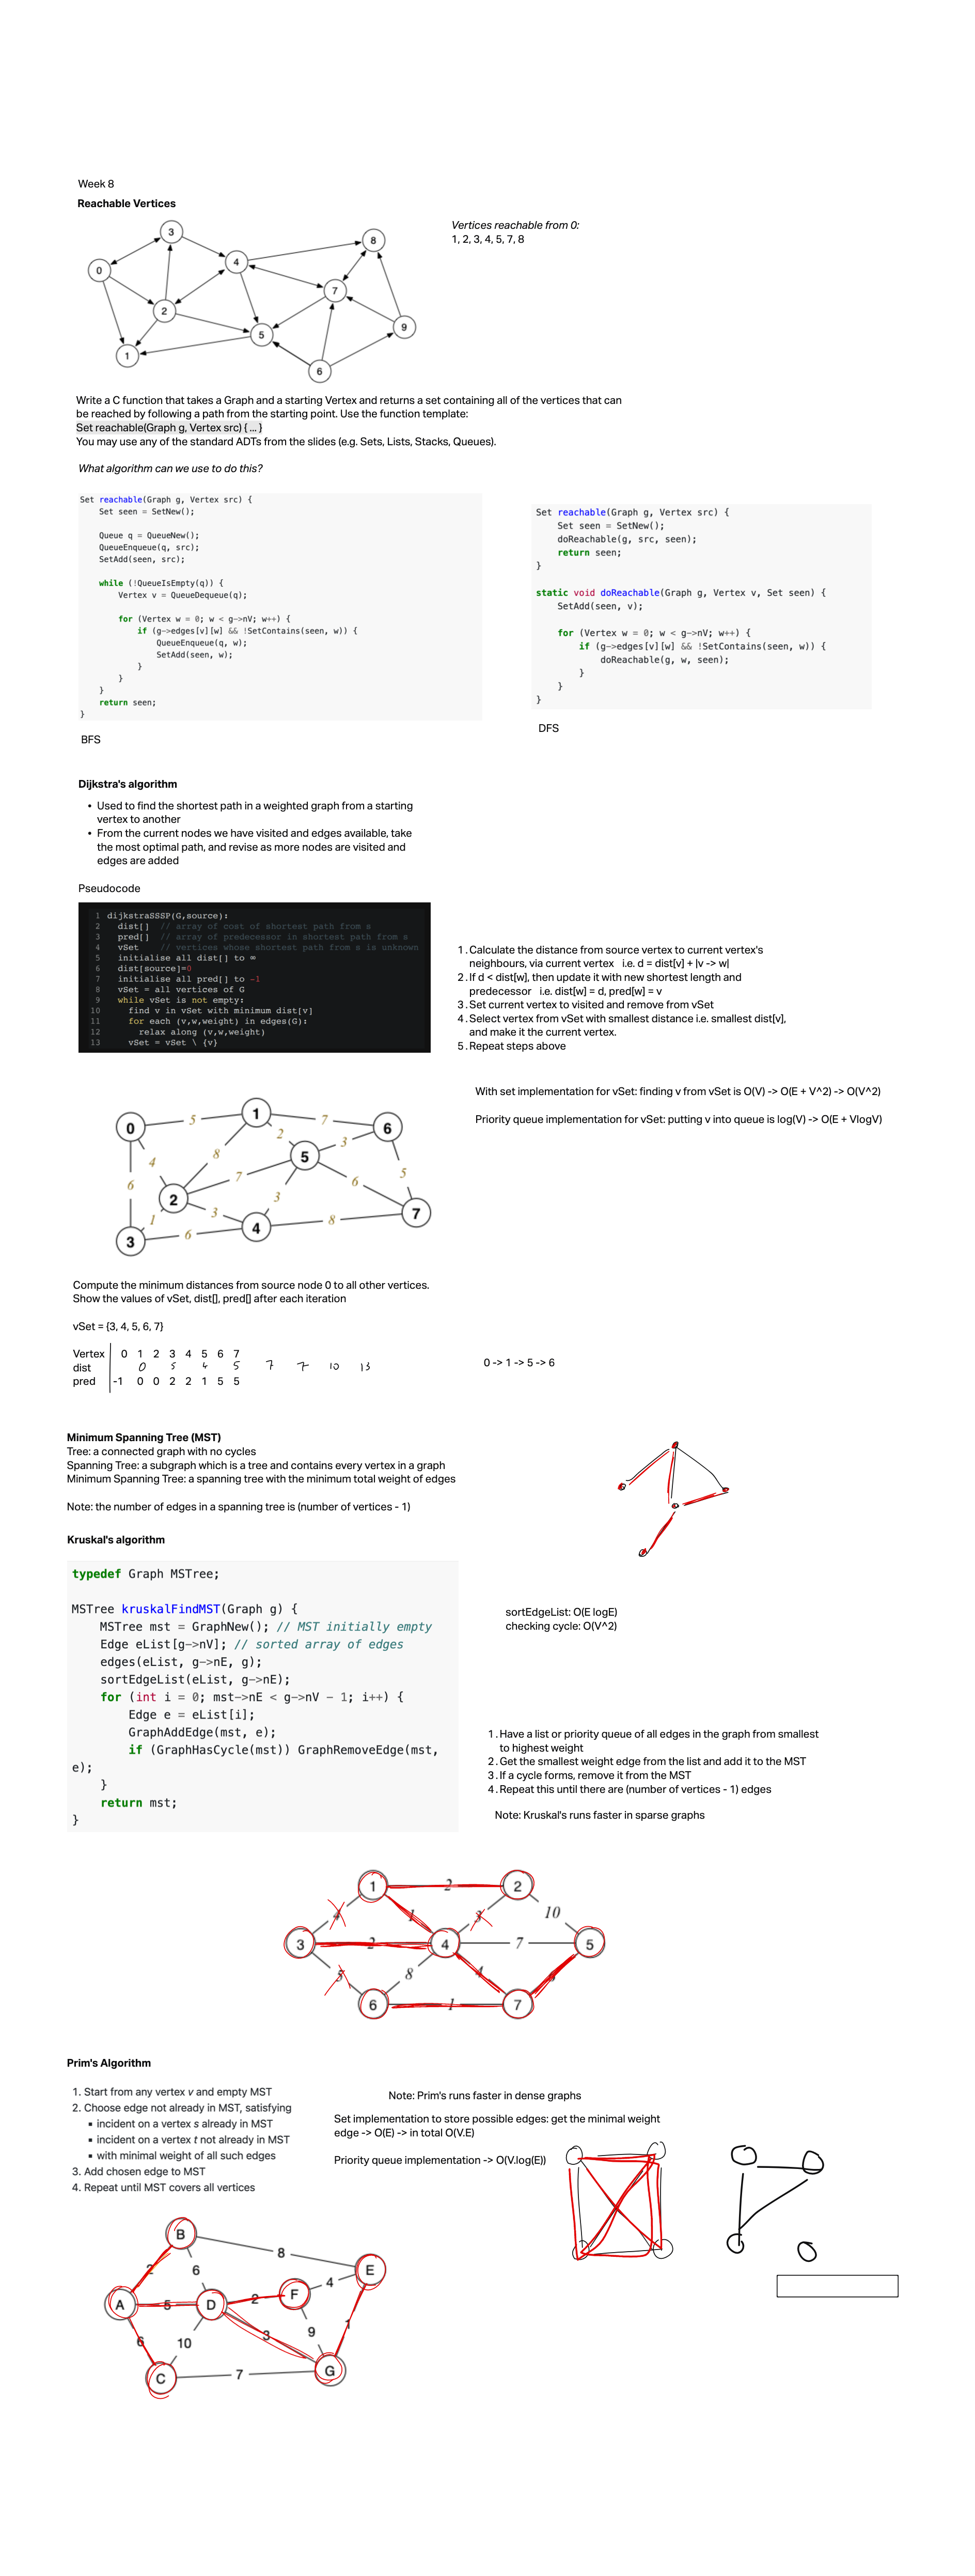 Week 8
Reachable Vertices
Vertices reachable from 0:
1, 2, 3, 4, 5, 7, 8
3
8
4
0
7
2
9
5
1
6
Write a C function that takes a Graph and a starting Vertex and returns a set containing all of the vertices that can
be reached by following a path from the starting point. Use the function template:
Set reachable(Graph g, Vertex src) { ... }
You may use any of the standard ADTs from the slides (e.g. Sets, Lists, Stacks, Queues).
What algorithm can we use to do this?
Set reachable(Graph g, Vertex src) {
Set seen = SetNew();
Queue q = QueueNew();
QueueEnqueue(q, src);
SetAdd(seen, src);
while (!QueueIsEmpty(q)) {
Vertex v = QueueDequeue(q);
for (Vertex w = 0; w < g->nV; w++) {
if (g->edges[v][w] && !SetContains(seen, w)) {
QueueEnqueue(q, w);
SetAdd(seen, w);
}
}
}
return seen;
}
BFS
Set reachable(Graph g, Vertex src) {
Set seen = SetNew();
doReachable(g, src, seen);
return seen;
}
static void doReachable(Graph g, Vertex v, Set seen) {
SetAdd(seen, v);
for (Vertex w = 0; w < g->nV; w++) {
if (g->edges[v][w] && !SetContains(seen, w)) {
doReachable(g, w, seen);
}
}
}
DFS
Dijkstra's algorithm
• Used to find the shortest path in a weighted graph from a starting
vertex to another
• From the current nodes we have visited and edges available, take
the most optimal path, and revise as more nodes are visited and
edges are added
Pseudocode
1 dijkstraSSSP(G,source):
2 dist[] // array of cost of shortest path from s
3 pred[] // array of predecessor in shortest path from s
4 vSet // vertices whose shortest path from s is unknown
5 initialise all dist[] to ∞
6 dist[source]=0
7 initialise all pred[] to -1
8 vSet = all vertices of G
9 while vSet is not empty:
10 find v in vSet with minimum dist[v]
11 for each (v,w,weight) in edges(G):
12 relax along (v,w,weight)
13 vSet = vSet \ {v}
1. Calculate the distance from source vertex to current vertex's
neighbours, via current vertex i.e. d = dist[v] + |v -> w|
2. If d < dist[w], then update it with new shortest length and
predecessor i.e. dist[w] = d, pred[w] = v
3. Set current vertex to visited and remove from vSet
4. Select vertex from vSet with smallest distance i.e. smallest dist[v],
and make it the current vertex.
5. Repeat steps above
With set implementation for vSet: finding v from vSet is O(V) -> O(E + V^2) -> O(V^2)
Priority queue implementation for vSet: putting v into queue is log(V) -> O(E + VlogV)
0 5 1 7 6
4 8 2 3
6 7 5 6 5
2 3 3 7
1 4 8
3 6
Compute the minimum distances from source node 0 to all other vertices.
Show the values of vSet, dist[], pred[] after each iteration
vSet = {3, 4, 5, 6, 7}
Vertex 0 1 2 3 4 5 6 7
dist 0 5 4 5 7 7 10 13
pred -1 0 0 2 2 1 5 5
0 -> 1 -> 5 -> 6
Minimum Spanning Tree (MST)
Tree: a connected graph with no cycles
Spanning Tree: a subgraph which is a tree and contains every vertex in a graph
Minimum Spanning Tree: a spanning tree with the minimum total weight of edges
Note: the number of edges in a spanning tree is (number of vertices - 1)
Kruskal's algorithm
typedef Graph MSTree;
MSTree kruskalFindMST(Graph g) {
MSTree mst = GraphNew(); // MST initially empty
Edge eList[g->nV]; // sorted array of edges
edges(eList, g->nE, g);
sortEdgeList(eList, g->nE);
for (int i = 0; mst->nE < g->nV - 1; i++) {
Edge e = eList[i];
GraphAddEdge(mst, e);
if (GraphHasCycle(mst)) GraphRemoveEdge(mst,
e);
}
return mst;
}
sortEdgeList: O(E logE)
checking cycle: O(V^2)
1. Have a list or priority queue of all edges in the graph from smallest
to highest weight
2. Get the smallest weight edge from the list and add it to the MST
3. If a cycle forms, remove it from the MST
4. Repeat this until there are (number of vertices - 1) edges
Note: Kruskal's runs faster in sparse graphs
1 2 2
4 1 3 10
3 2 4 7 5
5 8 4
6 1 7
Prim's Algorithm
1. Start from any vertex v and empty MST
2. Choose edge not already in MST, satisfying
▪ incident on a vertex s already in MST
▪ incident on a vertex t not already in MST
▪ with minimal weight of all such edges
3. Add chosen edge to MST
4. Repeat until MST covers all vertices
Note: Prim's runs faster in dense graphs
Set implementation to store possible edges: get the minimal weight
edge -> O(E) -> in total O(V.E)
Priority queue implementation -> O(V.log(E))
B
8
2 6 4 E
A 5 D 2 F
6 10 3 9 1
C 7 G